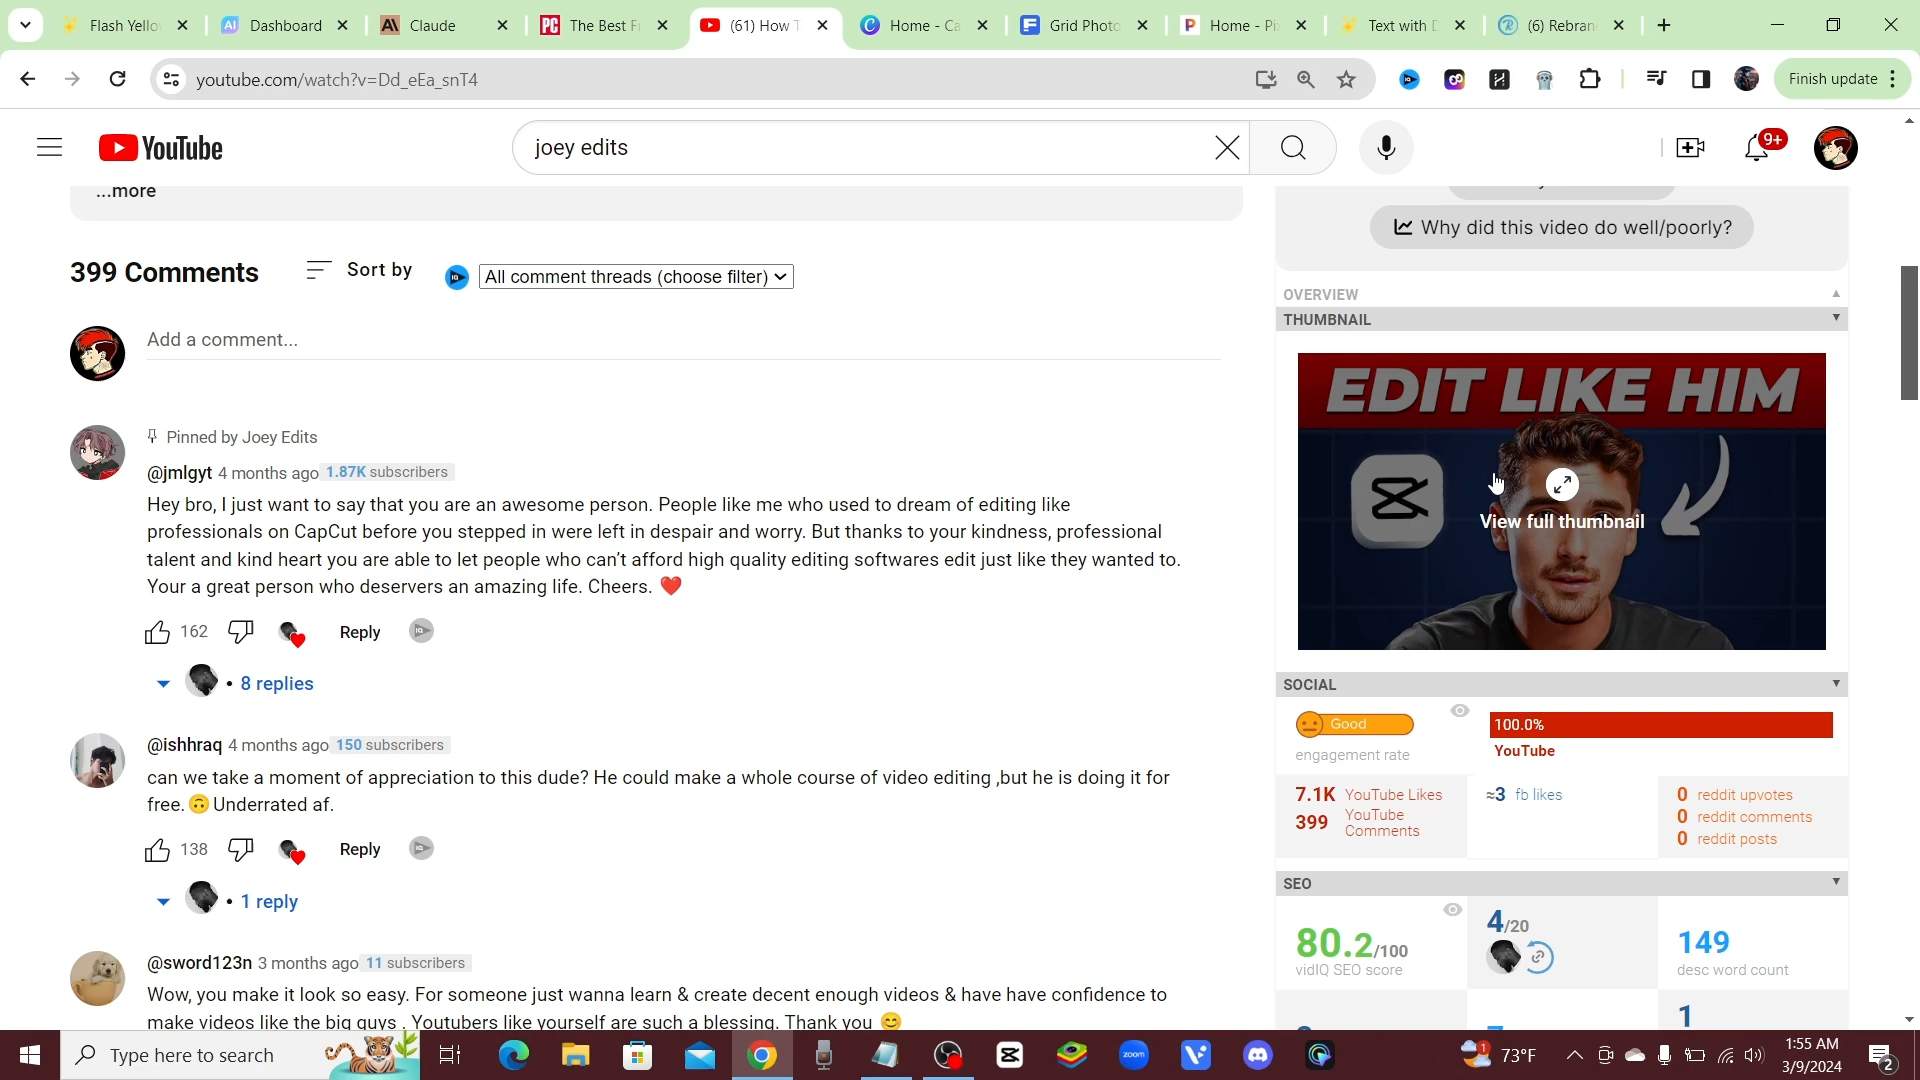 Flash Yello
Dashboard
Claude
The Best Fr
(61) How T
Home - Ca
Grid Photo
Home - Pix
Text with D
(6) Rebran
youtube.com/watch?v=Dd_eEa_snT4
Finish update
YouTube
joey edits
9+
...more
399 Comments
Sort by
All comment threads (choose filter)
Add a comment...
Pinned by Joey Edits
@jmlgyt 4 months ago 1.87K subscribers
Hey bro, I just want to say that you are an awesome person. People like me who used to dream of editing like
professionals on CapCut before you stepped in were left in despair and worry. But thanks to your kindness, professional
talent and kind heart you are able to let people who can't afford high quality editing softwares edit just like they wanted to.
Your a great person who deservers an amazing life. Cheers. ❤️
162
Reply
8 replies
@ishhraq 4 months ago 150 subscribers
can we take a moment of appreciation to this dude? He could make a whole course of video editing ,but he is doing it for
free. 🙃 Underrated af.
138
Reply
1 reply
@sword123n 3 months ago 11 subscribers
Wow, you make it look so easy. For someone just wanna learn & create decent enough videos & have have confidence to
make videos like the big guys . Youtubers like yourself are such a blessing. Thank you 😊
Why did this video do well/poorly?
OVERVIEW
THUMBNAIL
EDIT LIKE HIM
View full thumbnail
SOCIAL
Good
engagement rate
100.0%
YouTube
7.1K YouTube Likes
399 YouTube Comments
≈3 fb likes
0 reddit upvotes
0 reddit comments
0 reddit posts
SEO
80.2/100
vidIQ SEO score
4/20
149
desc word count
1
Type here to search
zoom
1
73°F
1:55 AM
3/9/2024
2